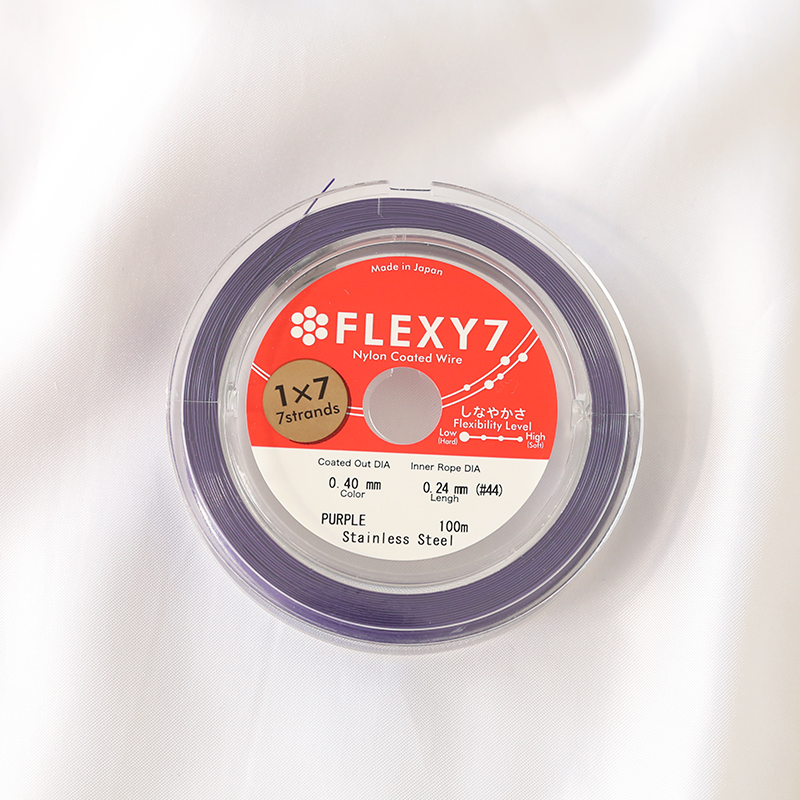 Made in Japan
FLEXY7
Nylon Coated Wire
1×7
7strands
しなやかさ
Flexibility Level
Low High
(Hard) (Soft)
Coated Out DIA Inner Rope DIA
0.40 mm 0.24 mm (#44)
Color Lengh
PURPLE 100m
Stainless Steel